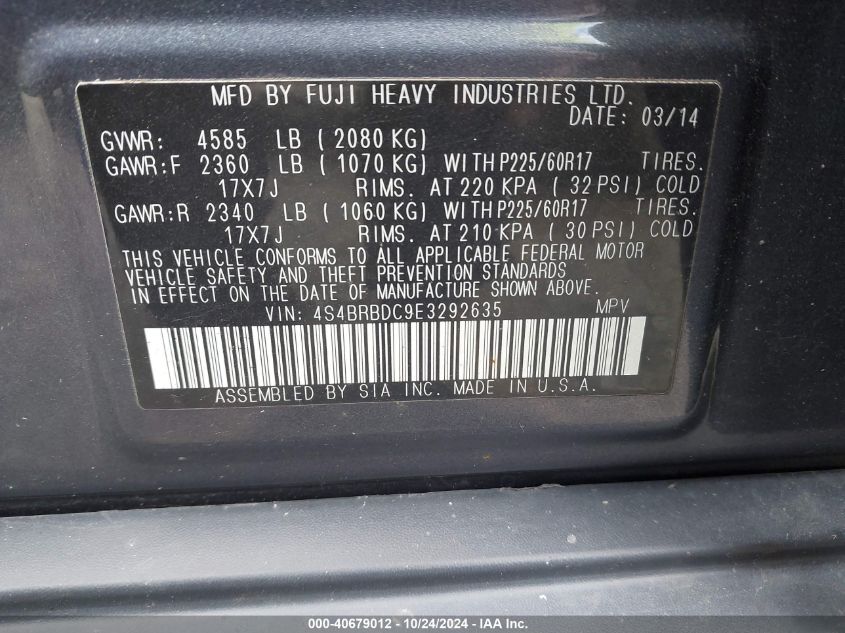 MFD BY FUJI HEAVY INDUSTRIES LTD.
DATE: 03/14
GVWR: 4585 LB ( 2080 KG)
GAWR:F 2360 LB ( 1070 KG) WITH P225/60R17 TIRES.
17X7J RIMS. AT 220 KPA ( 32 PSI) COLD
GAWR:R 2340 LB ( 1060 KG) WITH P225/60R17 TIRES.
17X7J RIMS. AT 210 KPA ( 30 PSI) COLD
THIS VEHICLE CONFORMS TO ALL APPLICABLE FEDERAL MOTOR
VEHICLE SAFETY AND THEFT PREVENTION STANDARDS
IN EFFECT ON THE DATE OF MANUFACTURE SHOWN ABOVE.
VIN: 4S4BRBDC9E3292635 MPV
ASSEMBLED BY SIA INC. MADE IN U.S.A.
000-40679012 - 10/24/2024 - IAA Inc.